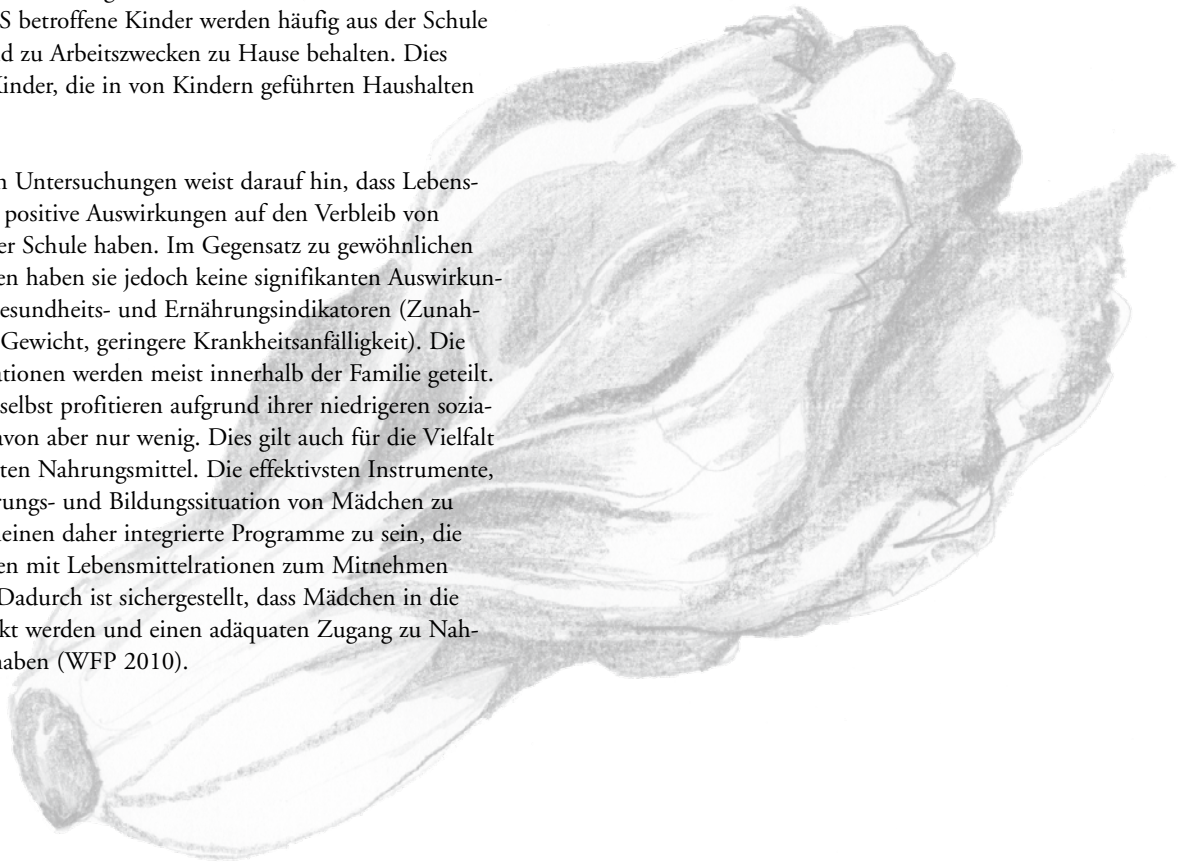 S betroffene Kinder werden häufig aus der Schule
d zu Arbeitszwecken zu Hause behalten. Dies
Kinder, die in von Kindern geführten Haushalten
n Untersuchungen weist darauf hin, dass Lebens-
positive Auswirkungen auf den Verbleib von
er Schule haben. Im Gegensatz zu gewöhnlichen
en haben sie jedoch keine signifikanten Auswirkun-
esundheits- und Ernährungsindikatoren (Zunah-
Gewicht, geringere Krankheitsanfälligkeit). Die
ationen werden meist innerhalb der Familie geteilt.
selbst profitieren aufgrund ihrer niedrigeren sozia-
avon aber nur wenig. Dies gilt auch für die Vielfalt
ten Nahrungsmittel. Die effektivsten Instrumente,
rungs- und Bildungssituation von Mädchen zu
einen daher integrierte Programme zu sein, die
en mit Lebensmittelrationen zum Mitnehmen
Dadurch ist sichergestellt, dass Mädchen in die
kt werden und einen adäquaten Zugang zu Nah-
haben (WFP 2010).